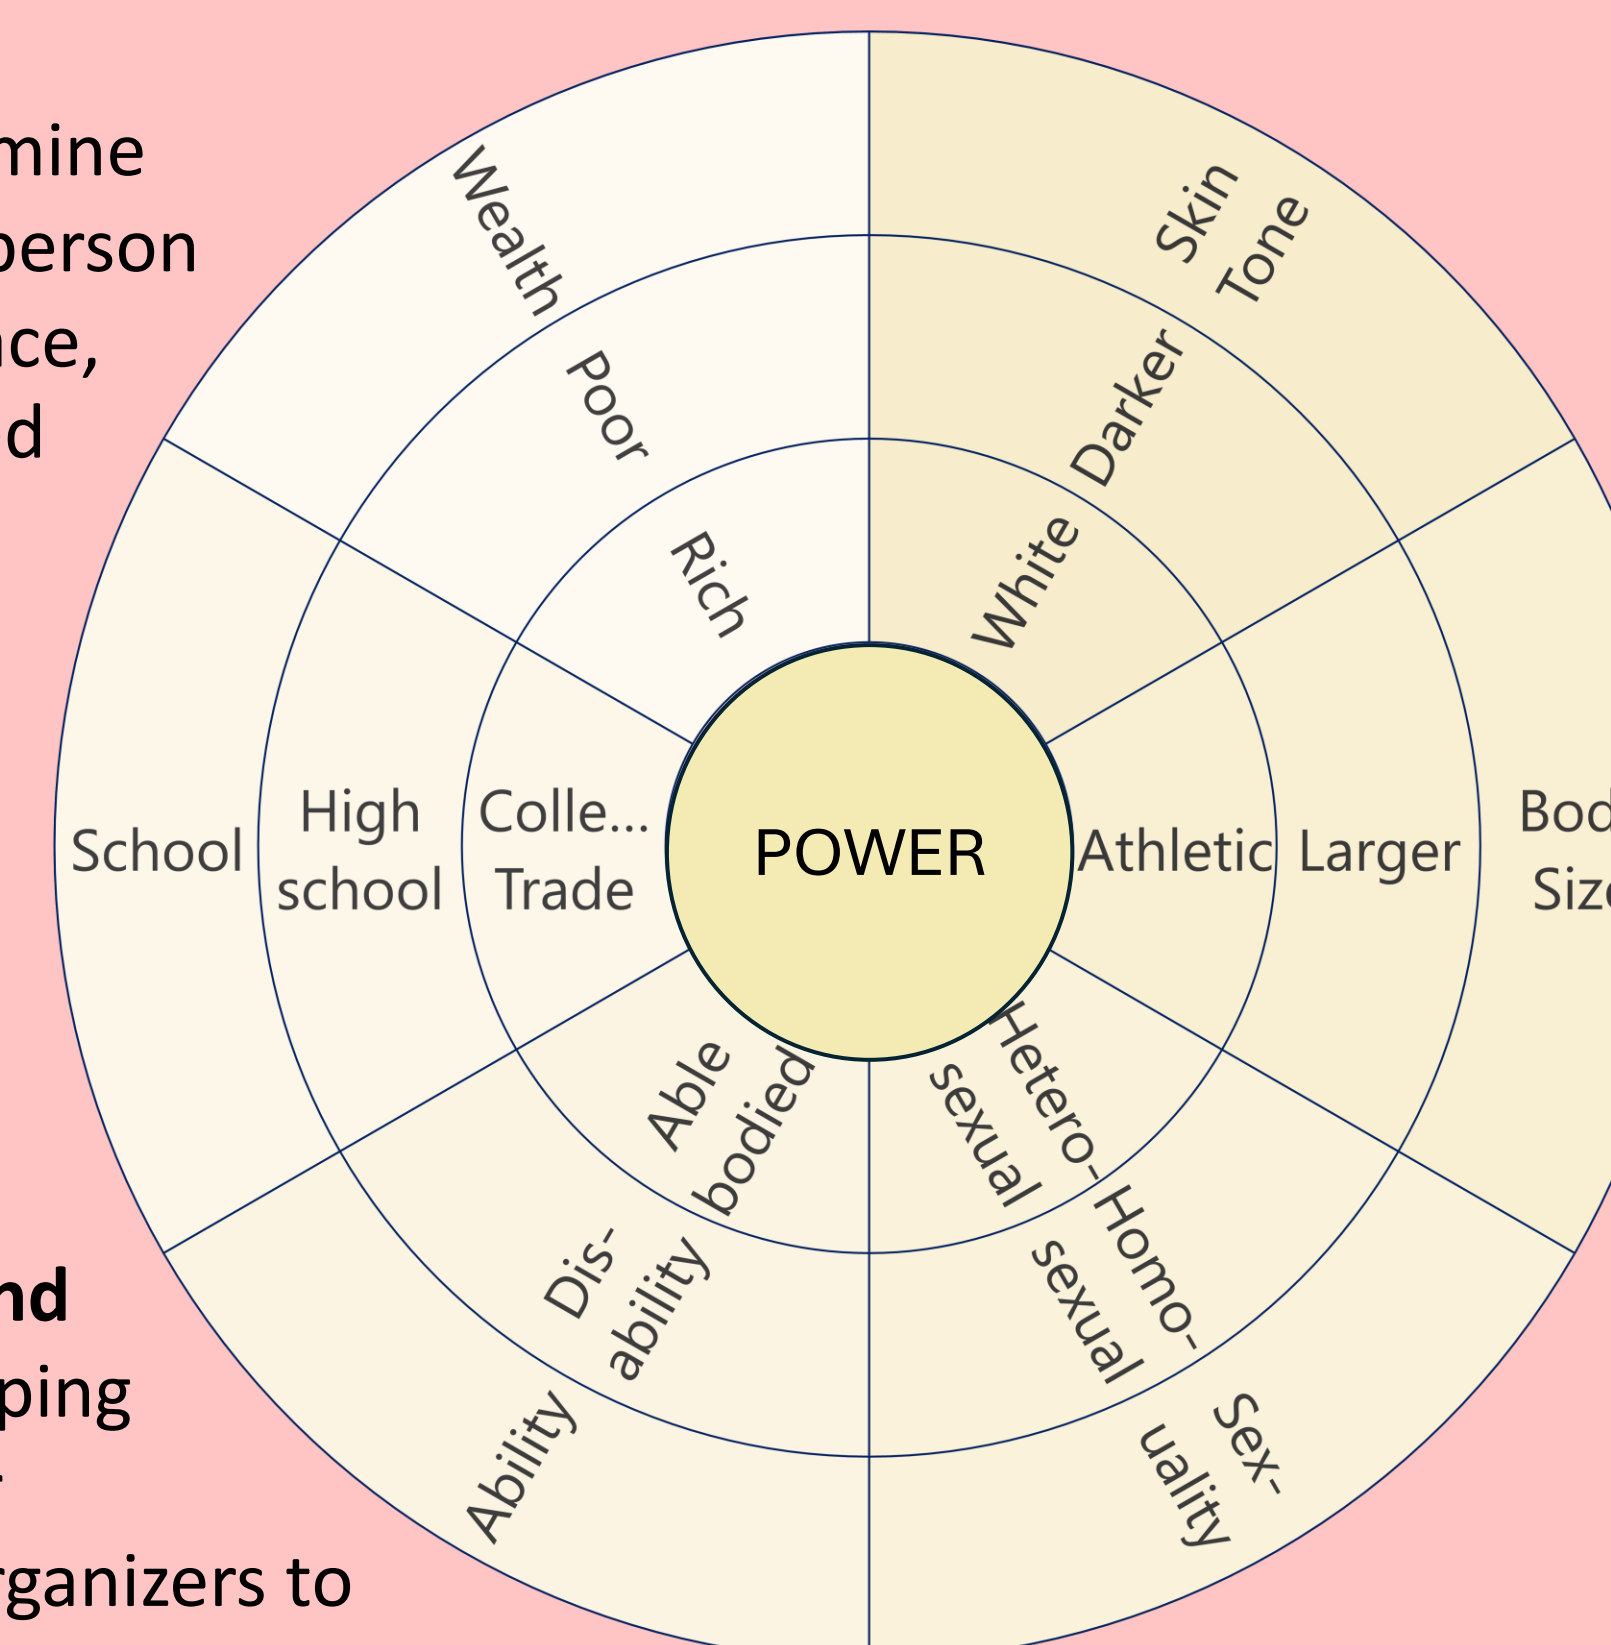 mine
person
nce,
d
nd
ping
rganizers to
Wealth
Poor
Rich
Skin
Tone
Darker
White
School
High
school
Colle...
Trade
POWER
Athletic
Larger
Bod
Size
Able
bodied
Dis-
ability
Ability
Hetero-
sexual
Homo-
sexual
Sex-
uality